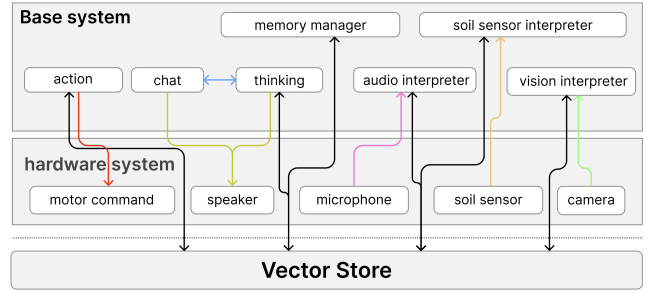 Base system
memory manager
soil sensor interpreter
action
chat
thinking
audio interpreter
vision interpreter
hardware system
motor command
speaker
microphone
soil sensor
camera
Vector Store